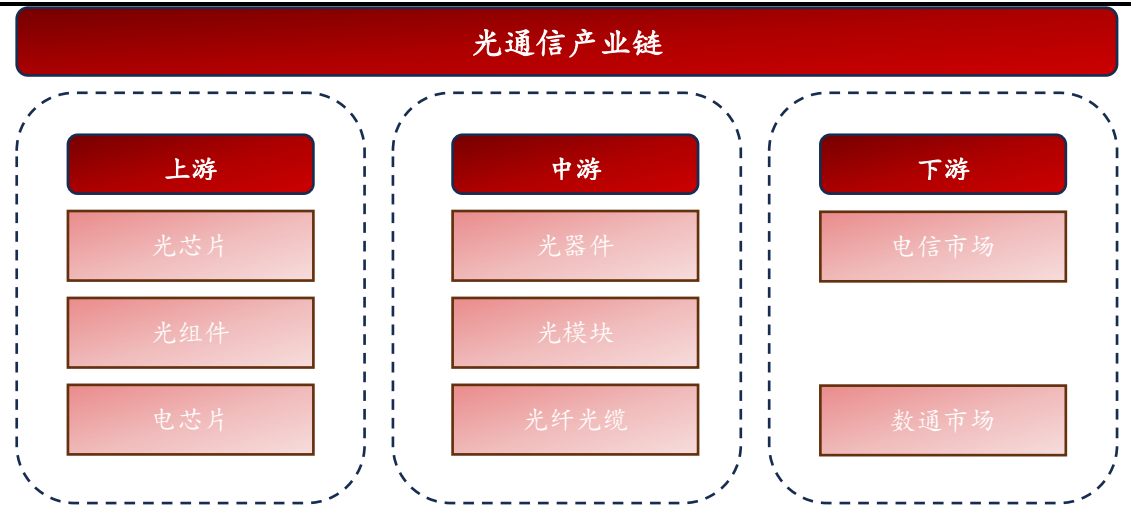 光通信产业链
上游
光芯片
光组件
电芯片
中游
光器件
光模块
光纤光缆
下游
电信市场
数通市场